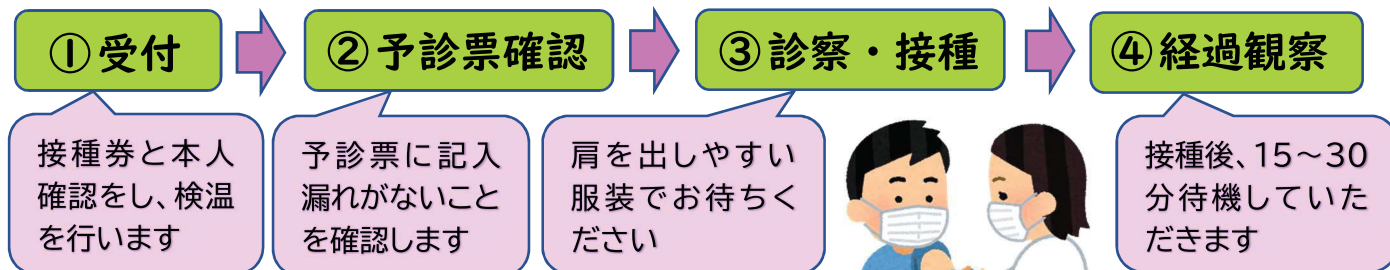 ①受付
②予診票確認
③診察・接種
④経過観察
接種券と本人
確認をし、検温
を行います
予診票に記入
漏れがないこと
を確認します
肩を出しやすい
服装でお待ちく
ださい
接種後、15～30
分待機していた
だきます